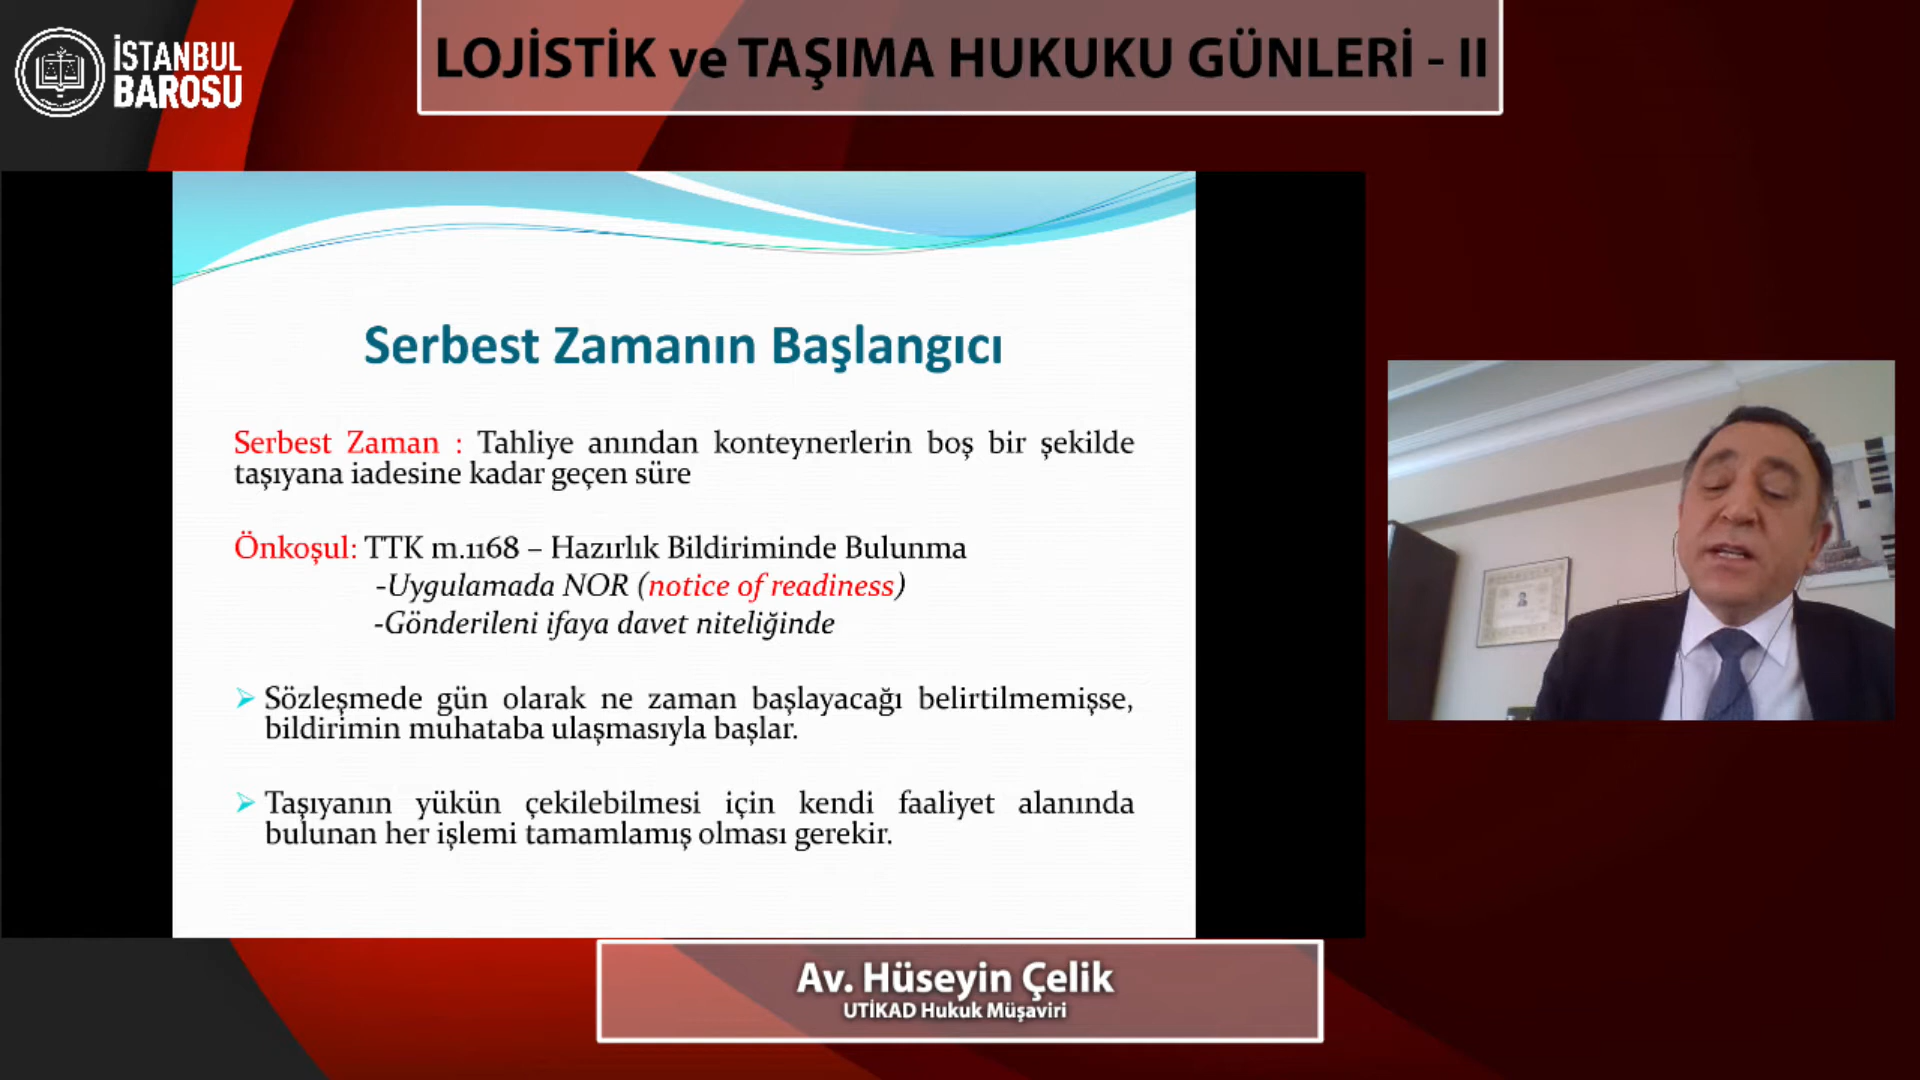 İSTANBUL
BAROSU
LOJİSTİK ve TAŞIMA HUKUKU GÜNLERİ - II
Serbest Zamanın Başlangıcı
Serbest Zaman : Tahliye anından konteynerlerin boş bir şekilde
taşıyana iadesine kadar geçen süre
Önkoşul: TTK m.1168 – Hazırlık Bildiriminde Bulunma
-Uygulamada NOR (notice of readiness)
-Gönderileni ifaya davet niteliğinde
Sözleşmede gün olarak ne zaman başlayacağı belirtilmemişse,
bildirimin muhataba ulaşmasıyla başlar.
Taşıyanın yükün çekilebilmesi için kendi faaliyet alanında
bulunan her işlemi tamamlamış olması gerekir.
Av. Hüseyin Çelik
UTİKAD Hukuk Müşaviri